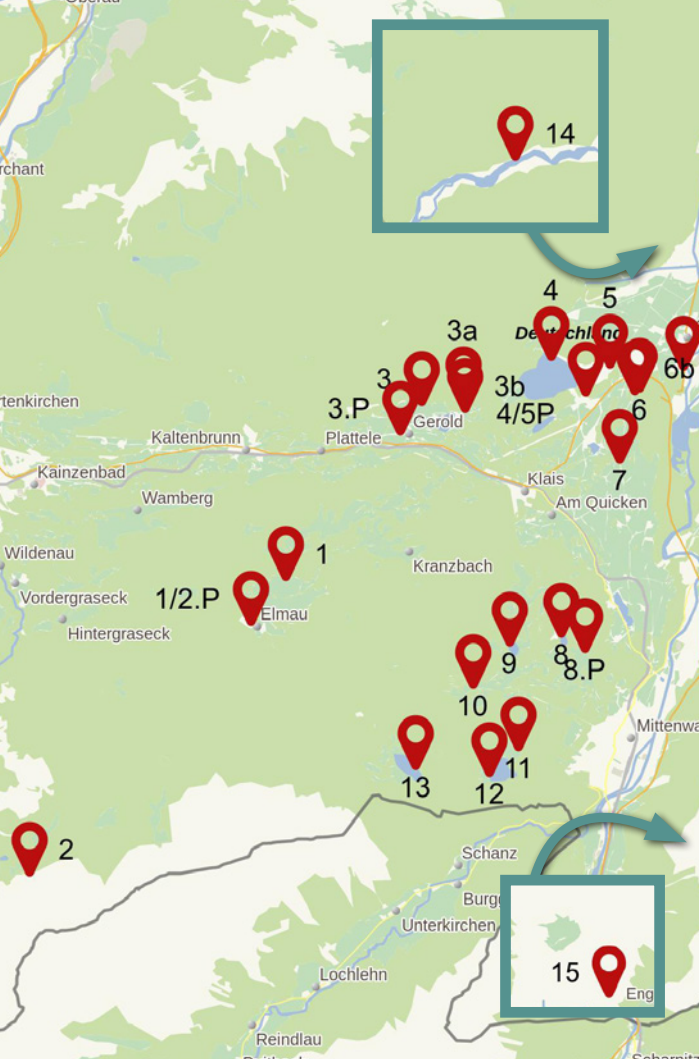 Oberau
rchant
14
4
5
Deutschland
3a
6b
3
3b
3.P
4/5P
6
rtenkirchen
Gerold
Kaltenbrunn
Plattele
7
Kainzenbad
Klais
Wamberg
Am Quicken
Wildenau
1
Kranzbach
Vordergraseck
1/2.P
Elmau
Hintergraseck
9
8
8.P
10
Mittenwa
11
13
12
2
Schanz
Burgg
Unterkirchen
15
Lochlehn
Eng
Reindlau
Scharnitz